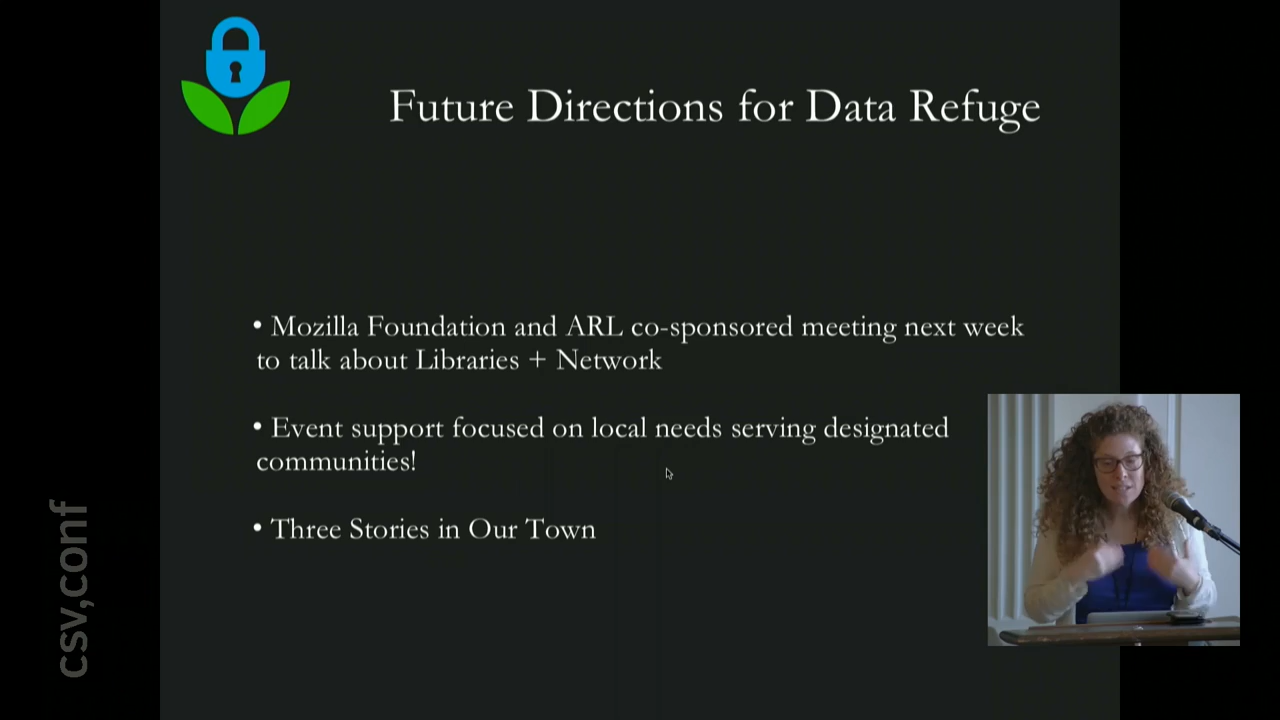 Future Directions for Data Refuge
• Mozilla Foundation and ARL co-sponsored meeting next week
to talk about Libraries + Network
• Event support focused on local needs serving designated
communities!
• Three Stories in Our Town
csv,conf